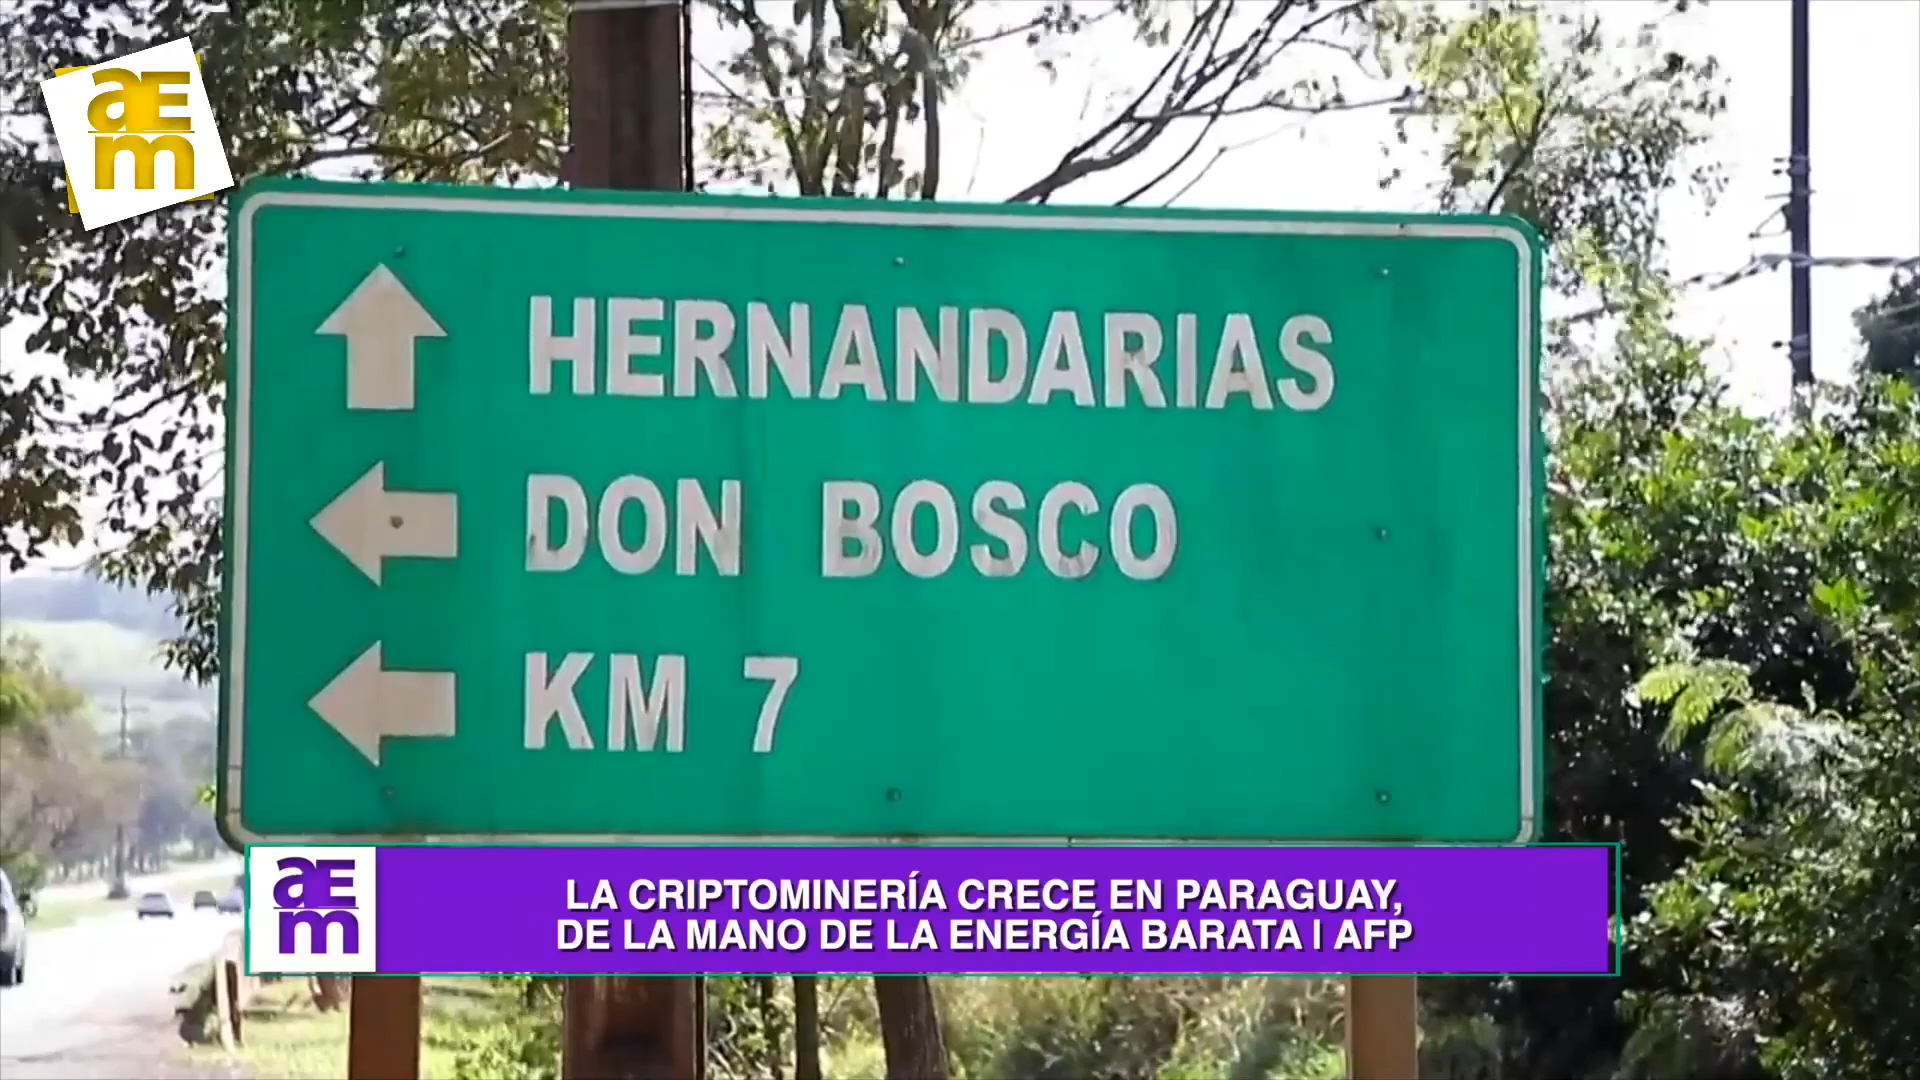 aEm
HERNANDARIAS
DON BOSCO
KM 7
aEm
LA CRIPTOMINERÍA CRECE EN PARAGUAY,
DE LA MANO DE LA ENERGÍA BARATA | AFP